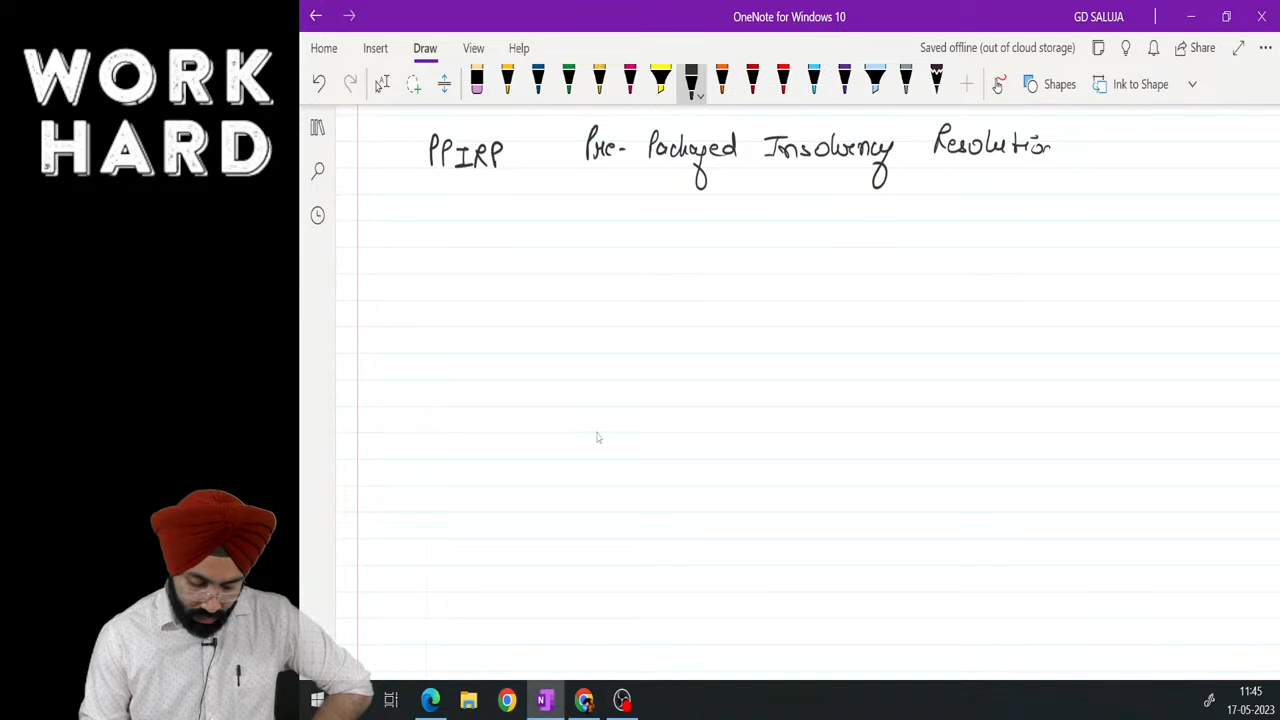 WORK
HARD
OneNote for Windows 10
GD SALUJA
Home Insert Draw View Help
Saved offline (out of cloud storage)
Share
Shapes
Ink to Shape
PPIRP Pre- Packaged Insolvency Resolution
11:45
17-05-2023